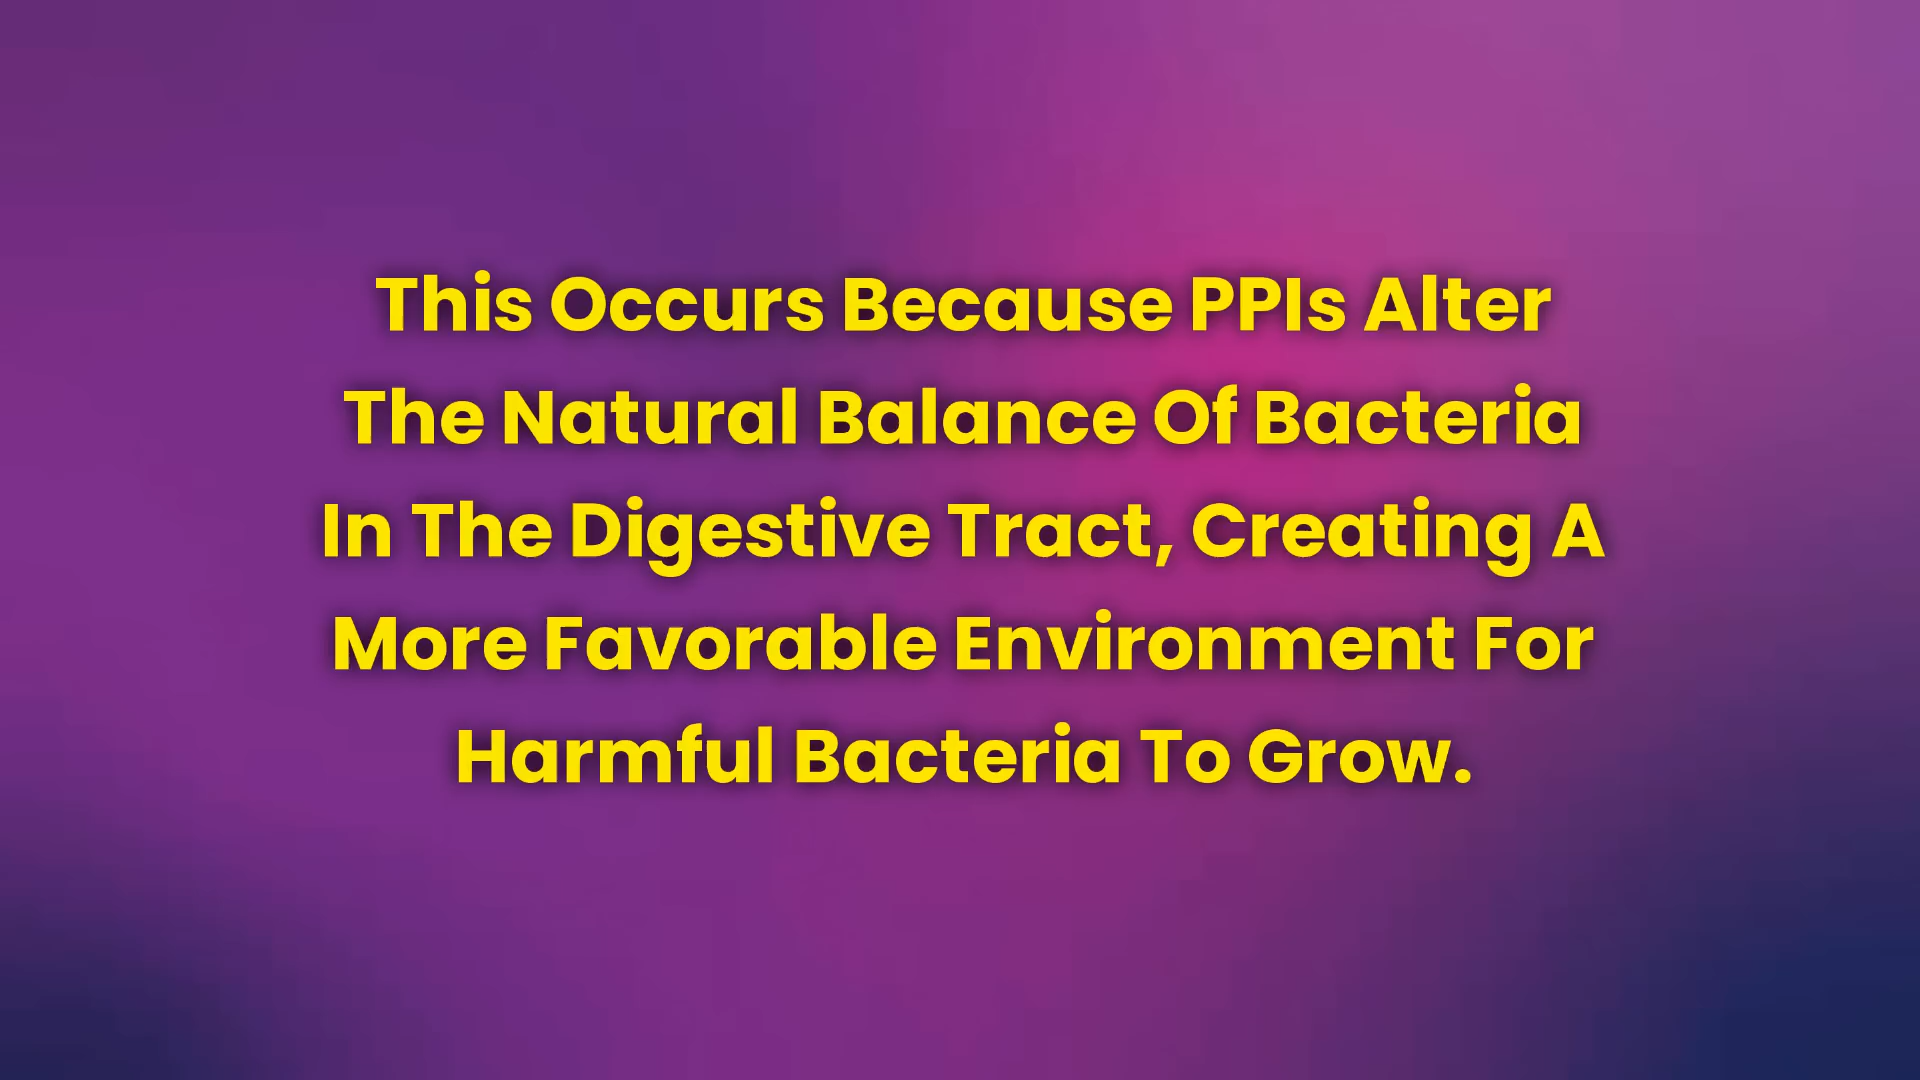 This Occurs Because PPIs Alter
The Natural Balance Of Bacteria
In The Digestive Tract, Creating A
More Favorable Environment For
Harmful Bacteria To Grow.